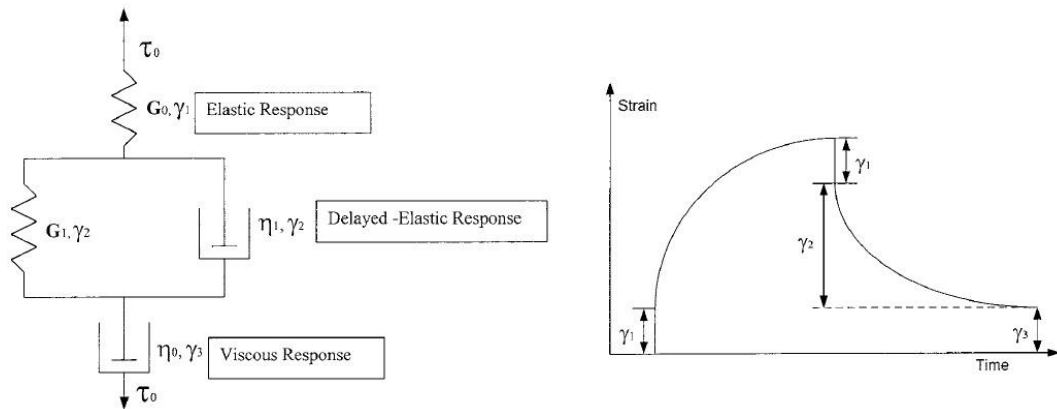 τ₀
G₀, γ₁ Elastic Response
G₁, γ₂
η₁, γ₂ Delayed -Elastic Response
η₀, γ₃ Viscous Response
τ₀
Strain
γ₁
γ₂
γ₁
γ₃
Time